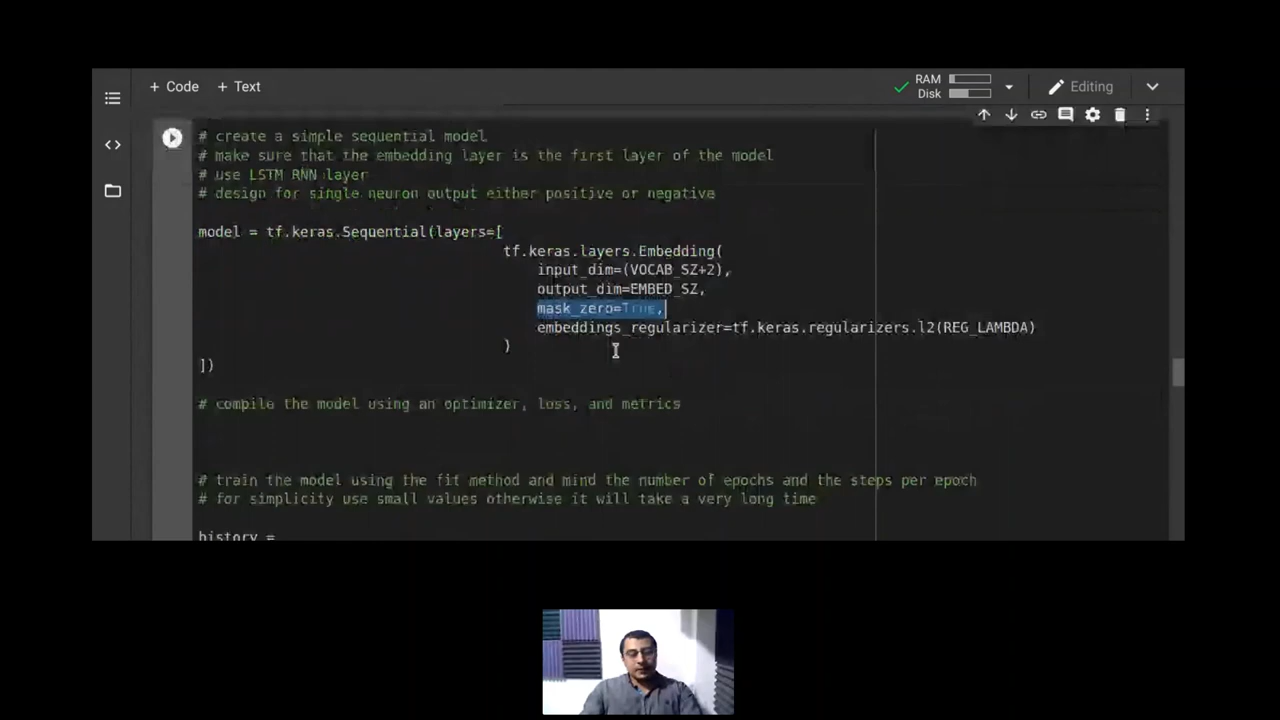 + Code + Text
RAM
Disk
Editing
# create a simple sequential model
# make sure that the embedding layer is the first layer of the model
# use LSTM RNN layer
# design for single neuron output either positive or negative
model = tf.keras.Sequential(layers=[
tf.keras.layers.Embedding(
input_dim=(VOCAB_SZ+2),
output_dim=EMBED_SZ,
mask_zero=True,
embeddings_regularizer=tf.keras.regularizers.l2(REG_LAMBDA)
)
])
# compile the model using an optimizer, loss, and metrics
# train the model using the fit method and mind the number of epochs and the steps per epoch
# for simplicity use small values otherwise it will take a very long time
history =